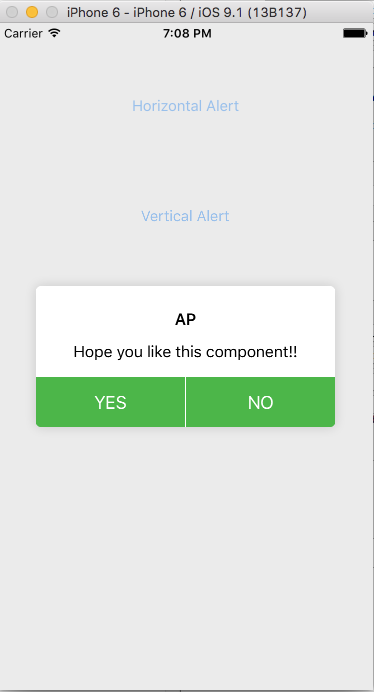 iPhone 6 - iPhone 6 / iOS 9.1 (13B137)
Carrier 7:08 PM
Horizontal Alert
Vertical Alert
AP
Hope you like this component!!
YES NO